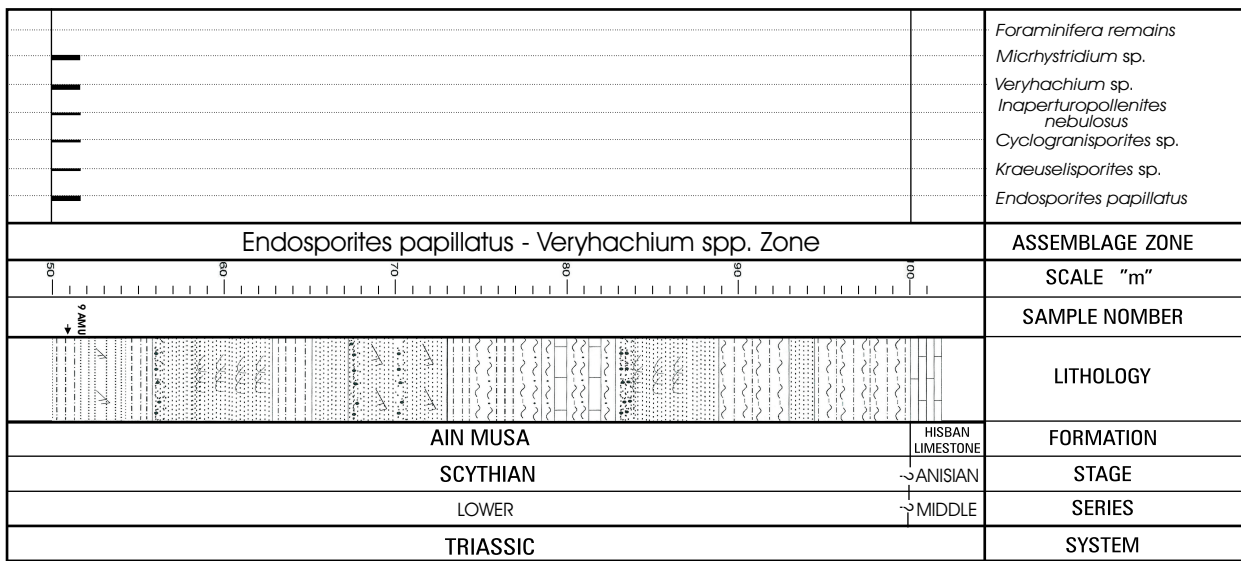 Foraminifera remains
Micrhystridium sp.
Veryhachium sp.
Inaperturopollenites
nebulosus
Cyclogranisporites sp.
Kraeuselisporites sp.
Endosporites papillatus
Endosporites papillatus - Veryhachium spp. Zone
ASSEMBLAGE ZONE
50 60 70 80 90 100
SCALE "m"
9 AMU
SAMPLE NOMBER
LITHOLOGY
AIN MUSA
HISBAN
LIMESTONE
FORMATION
SCYTHIAN
? ANISIAN
STAGE
LOWER
? MIDDLE
SERIES
TRIASSIC
SYSTEM